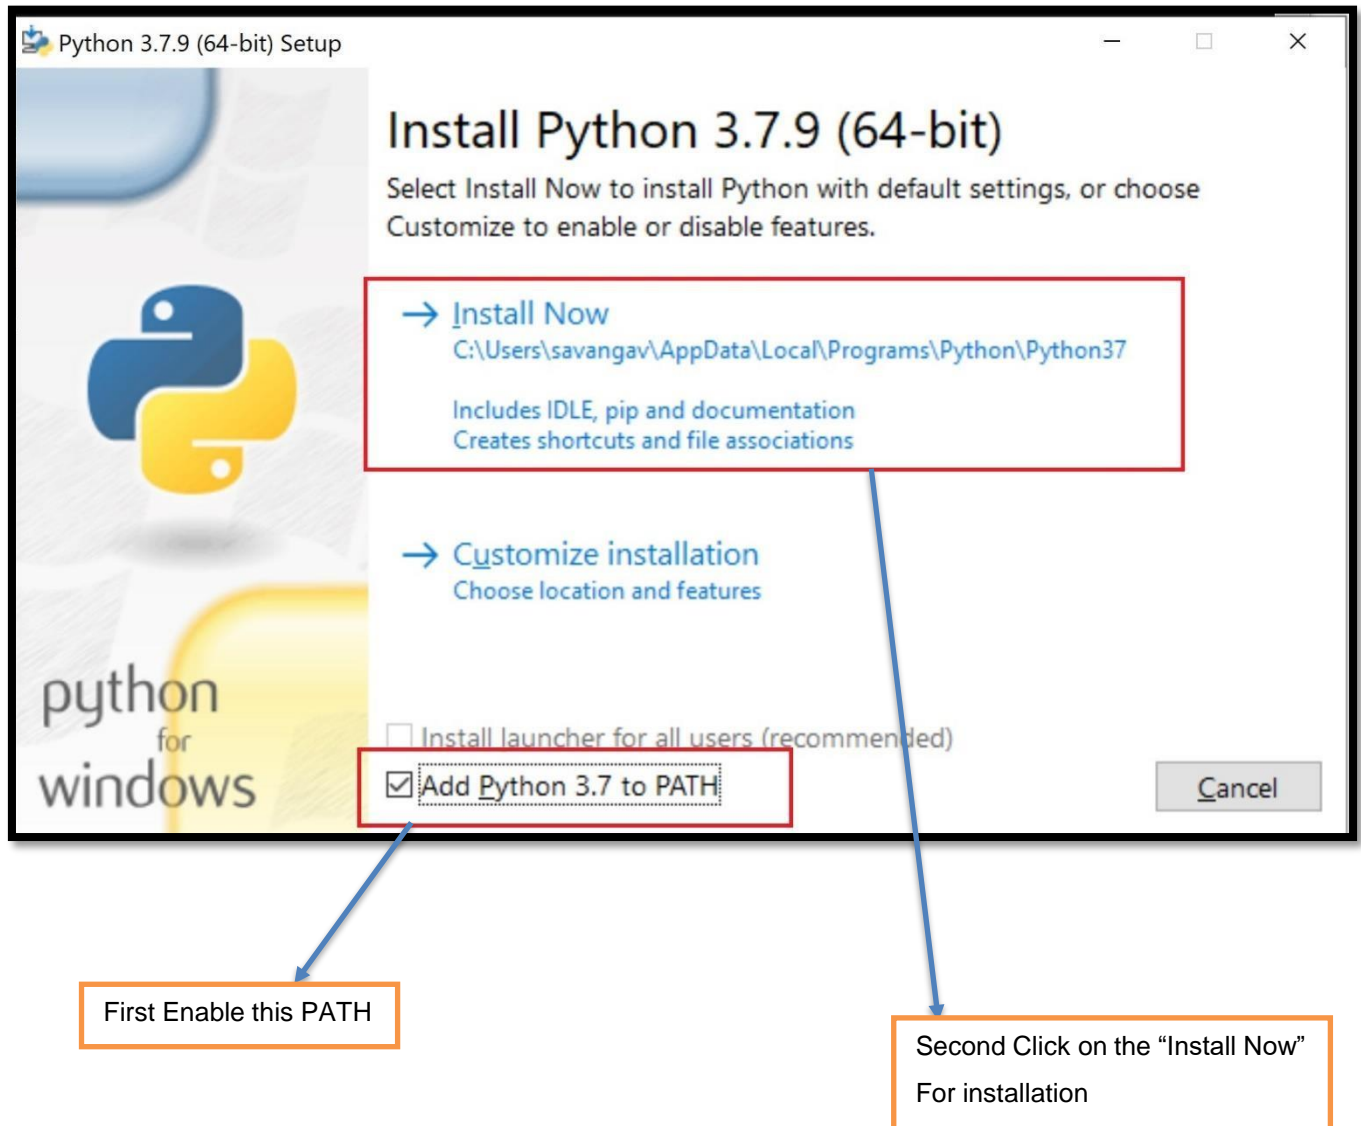 Python 3.7.9 (64-bit) Setup
Install Python 3.7.9 (64-bit)
Select Install Now to install Python with default settings, or choose
Customize to enable or disable features.
Install Now
C:\Users\savangav\AppData\Local\Programs\Python\Python37
Includes IDLE, pip and documentation
Creates shortcuts and file associations
Customize installation
Choose location and features
python
for
windows
Install launcher for all users (recommended)
Add Python 3.7 to PATH
Cancel
First Enable this PATH
Second Click on the “Install Now”
For installation